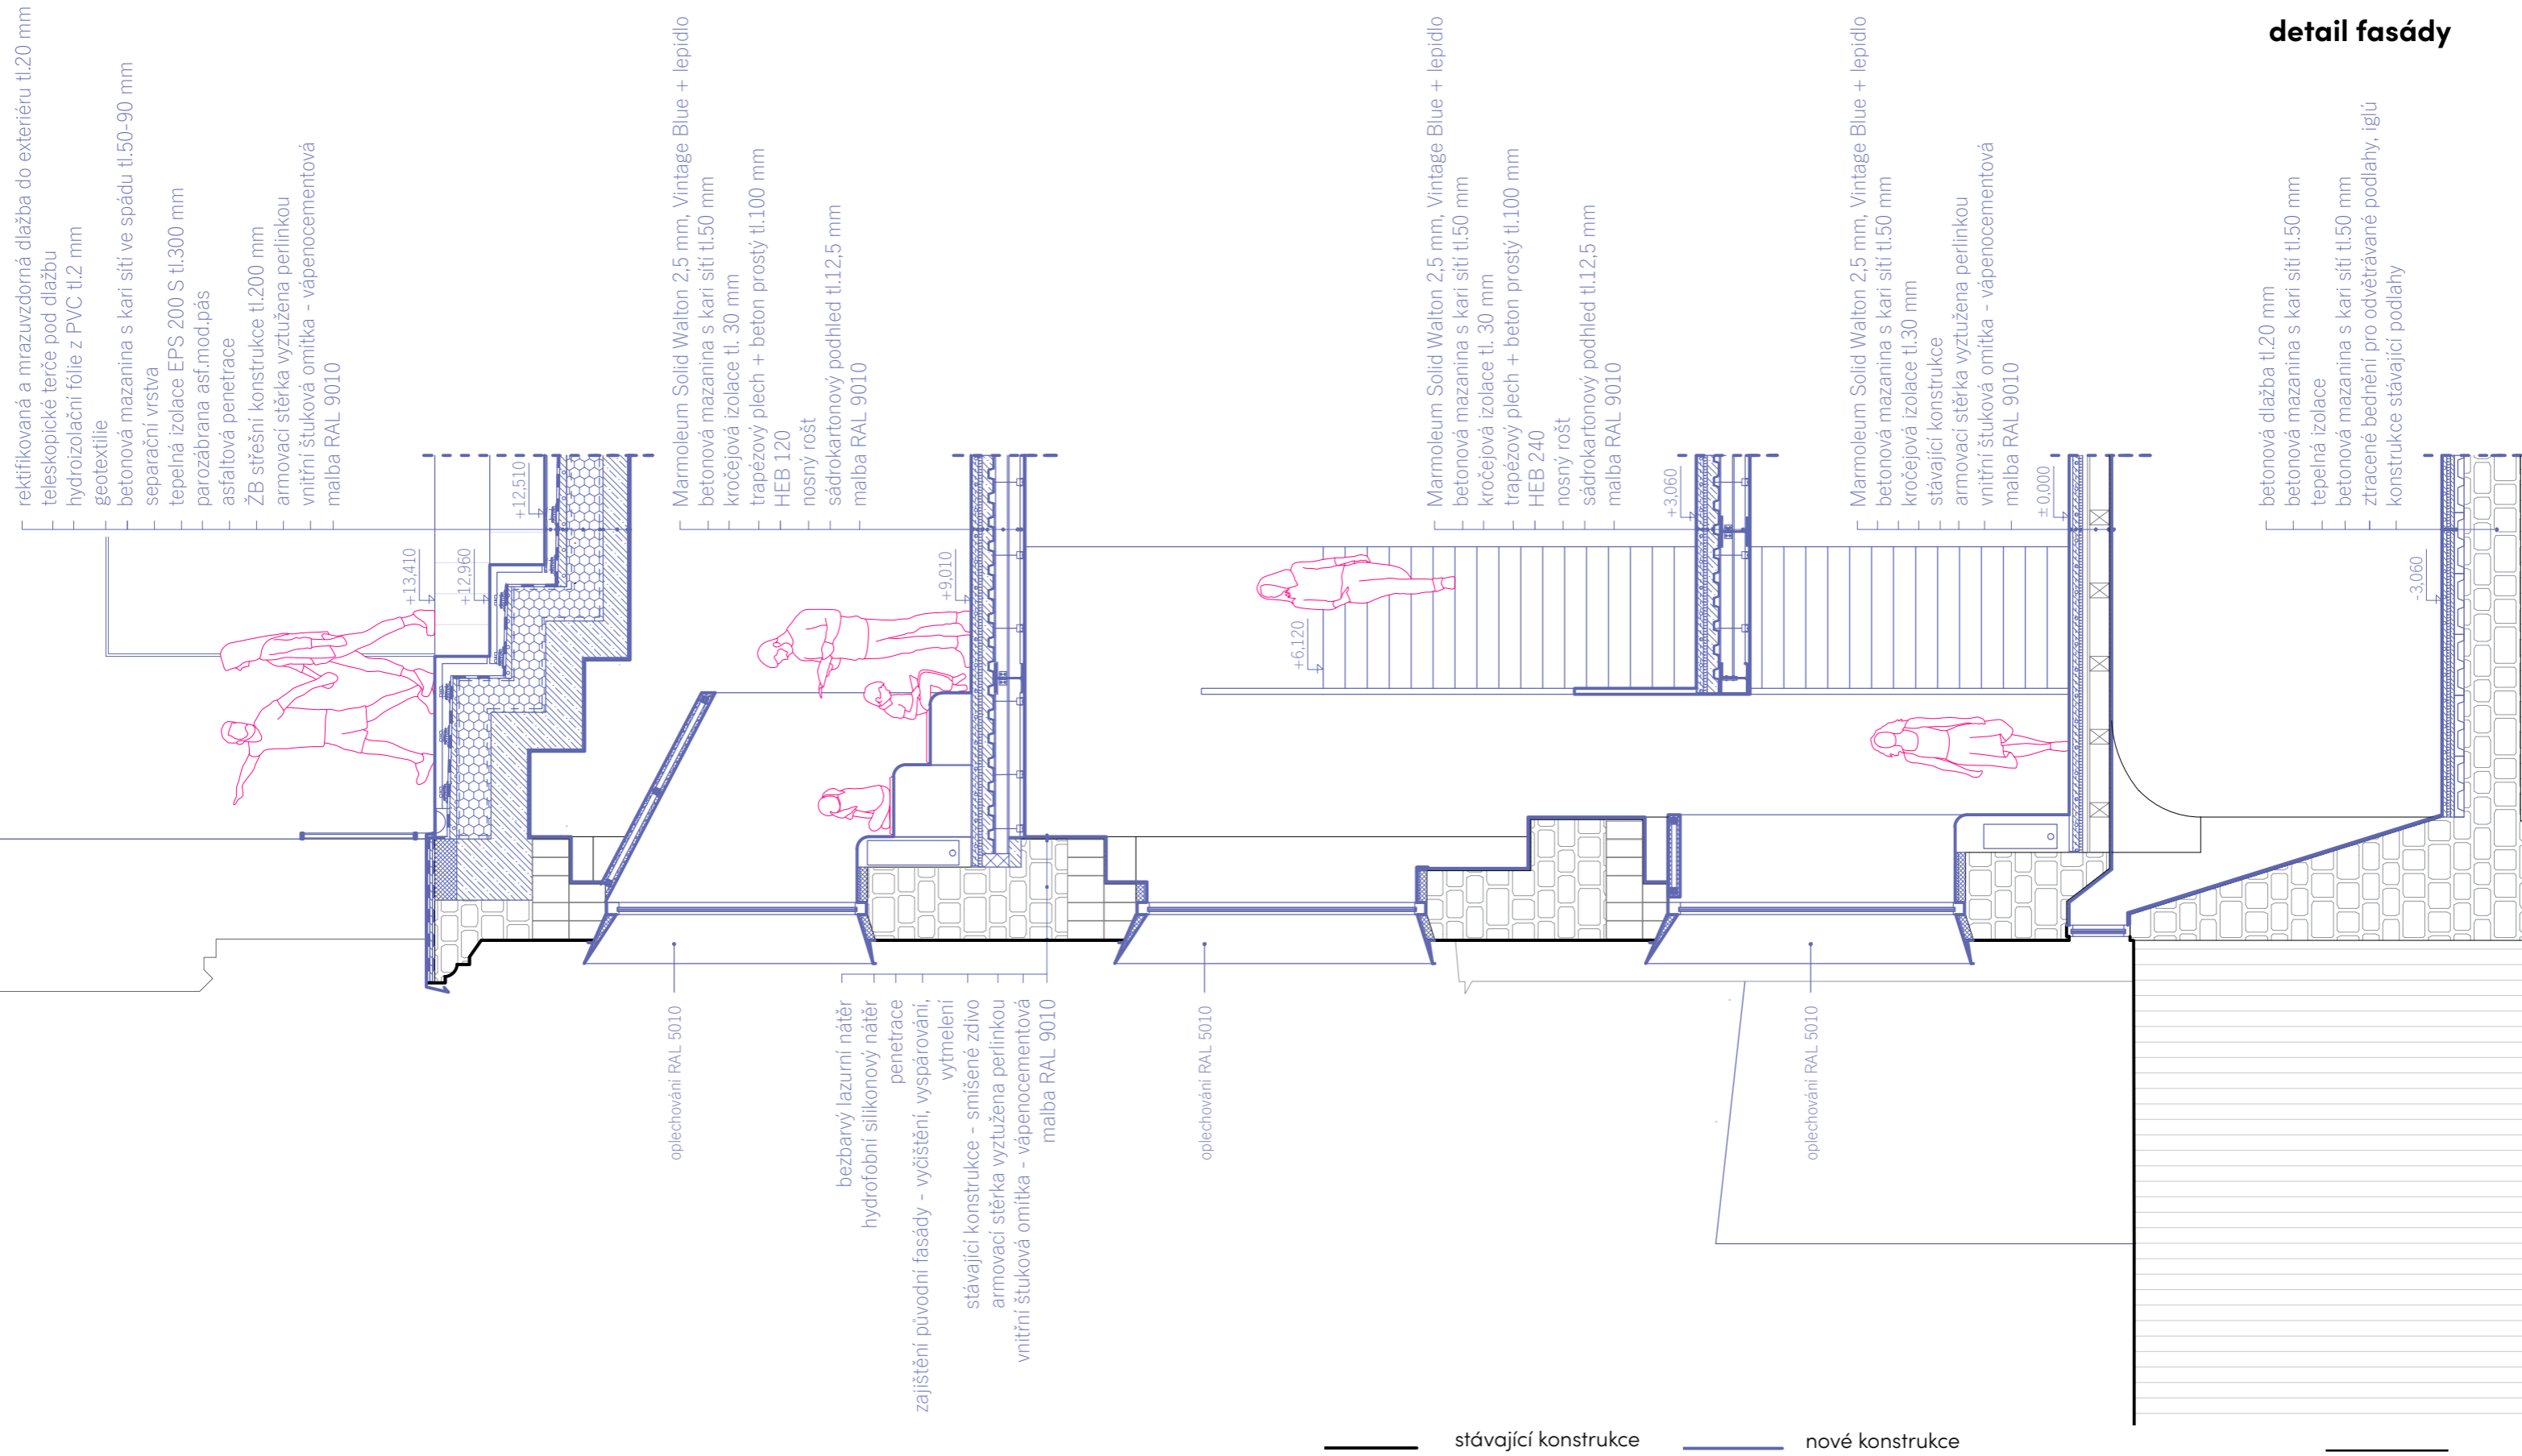 detail fasády
rektifikovaná a mrazuvzdorná dlažba do exteriéru tl.20 mm
teleskopické terče pod dlažbu
hydroizolační fólie z PVC tl.2 mm
geotextilie
betonová mazanina s kari sítí ve spádu tl.50-90 mm
separační vrstva
tepelná izolace EPS 200 S tl.300 mm
parozábrana asf.mod.pás
asfaltová penetrace
ŽB střešní konstrukce tl.200 mm
armovací stěrka vyztužena perlinkou
vnitřní štuková omítka - vápenocementová
malba RAL 9010
+13,410
+12,960
+12,510
Marmoleum Solid Walton 2,5 mm, Vintage Blue + lepidlo
betonová mazanina s kari sítí tl.50 mm
kročejová izolace tl. 30 mm
trapézový plech + beton prostý tl.100 mm
HEB 120
nosný rošt
sádrokartonový podhled tl.12,5 mm
malba RAL 9010
+9,010
+6,120
Marmoleum Solid Walton 2,5 mm, Vintage Blue + lepidlo
betonová mazanina s kari sítí tl.50 mm
kročejová izolace tl. 30 mm
trapézový plech + beton prostý tl.100 mm
HEB 240
nosný rošt
sádrokartonový podhled tl.12,5 mm
malba RAL 9010
+3,060
Marmoleum Solid Walton 2,5 mm, Vintage Blue + lepidlo
betonová mazanina s kari sítí tl.50 mm
kročejová izolace tl.30 mm
stávající konstrukce
armovací stěrka vyztužena perlinkou
vnitřní štuková omítka - vápenocementová
malba RAL 9010
±0,000
betonová dlažba tl.20 mm
betonová mazanina s kari sítí tl.50 mm
tepelná izolace
betonová mazanina s kari sítí tl.50 mm
ztracené bednění pro odvětrávané podlahy, iglú
konstrukce stávající podlahy
-3,060
oplechování RAL 5010
bezbarvý lazurní nátěr
hydrofobní silikonový nátěr
penetrace
zajištění původní fasády - vyčištění, vyspárování,
vytmelení
stávající konstrukce - smíšené zdivo
armovací stěrka vyztužena perlinkou
vnitřní štuková omítka - vápenocementová
malba RAL 9010
oplechování RAL 5010
oplechování RAL 5010
stávající konstrukce
nové konstrukce